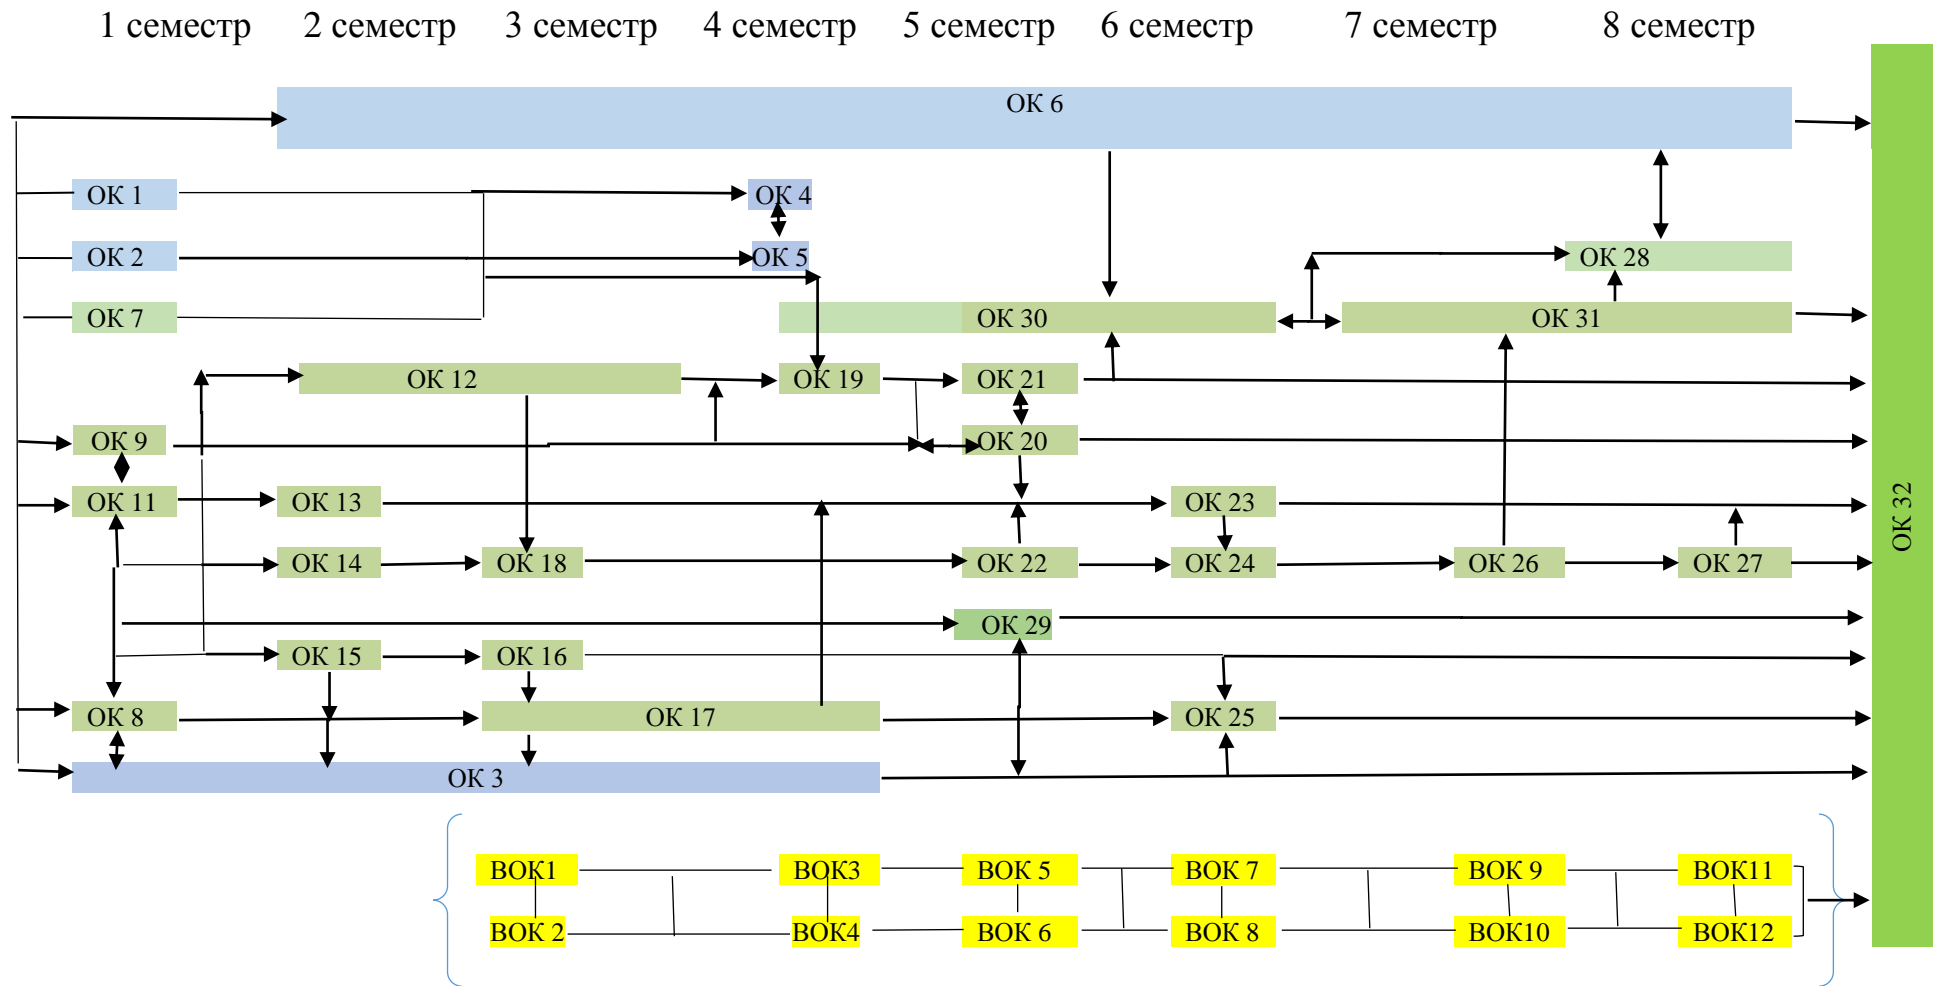 1 семестр 2 семестр 3 семестр 4 семестр 5 семестр 6 семестр 7 семестр 8 семестр
ОК 6
ОК 1 ОК 4
ОК 2 ОК 5 ОК 28
ОК 7 ОК 30 ОК 31
ОК 12 ОК 19 ОК 21
ОК 9 ОК 20
ОК 11 ОК 13 ОК 23
ОК 32
ОК 14 ОК 18 ОК 22 ОК 24 ОК 26 ОК 27
ОК 29
ОК 15 ОК 16
ОК 8 ОК 17 ОК 25
ОК 3
ВОК1 ВОК3 ВОК 5 ВОК 7 ВОК 9 ВОК11
ВОК 2 ВОК4 ВОК 6 ВОК 8 ВОК10 ВОК12